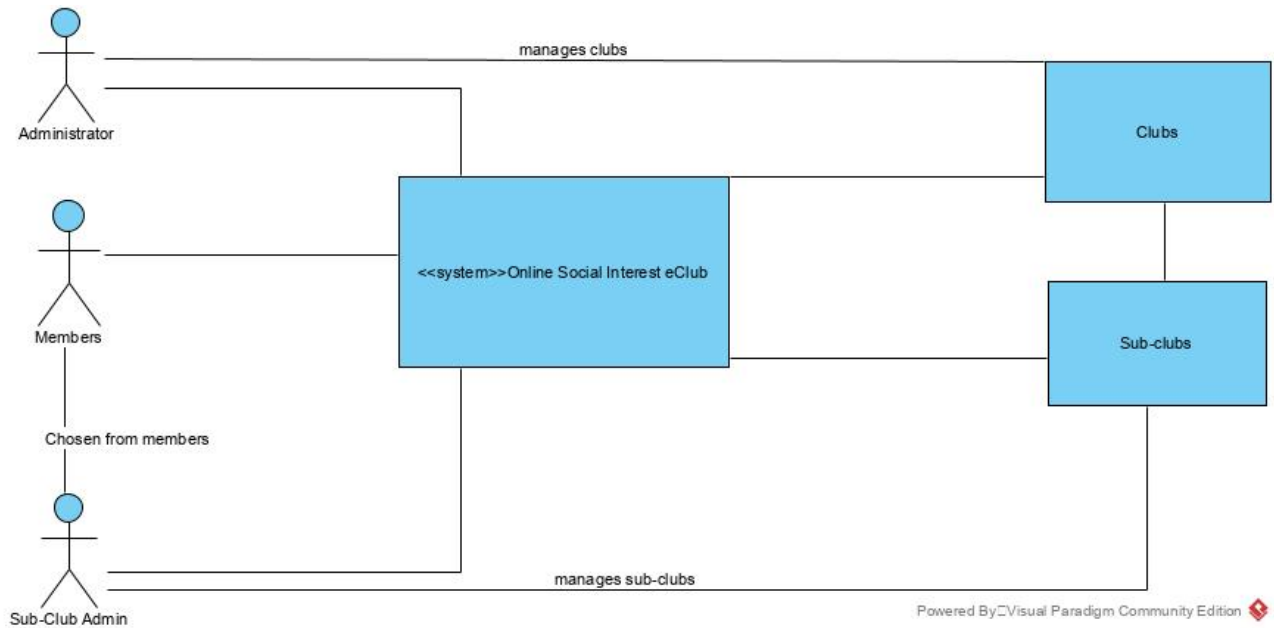 manages clubs
Administrator
Clubs
<<system>>Online Social Interest eClub
Members
Sub-clubs
Chosen from members
manages sub-clubs
Sub-Club Admin
Powered By Visual Paradigm Community Edition